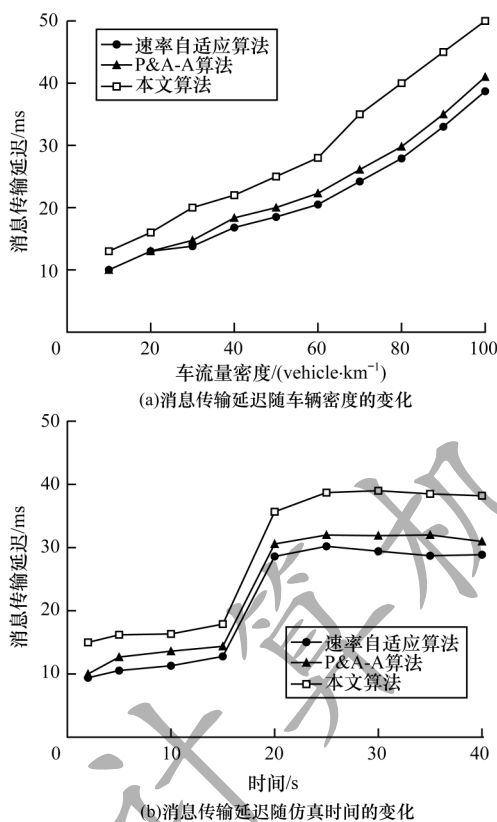 50
40
30
20
10
0
消息传输延迟/ms
速率自适应算法
P&A-A算法
本文算法
20
40
60
80
100
车流量密度/(vehicle·km⁻¹)
(a)消息传输延迟随车辆密度的变化
50
40
30
20
10
0
消息传输延迟/ms
速率自适应算法
P&A-A算法
本文算法
10
20
30
40
时间/s
(b)消息传输延迟随仿真时间的变化
计算机